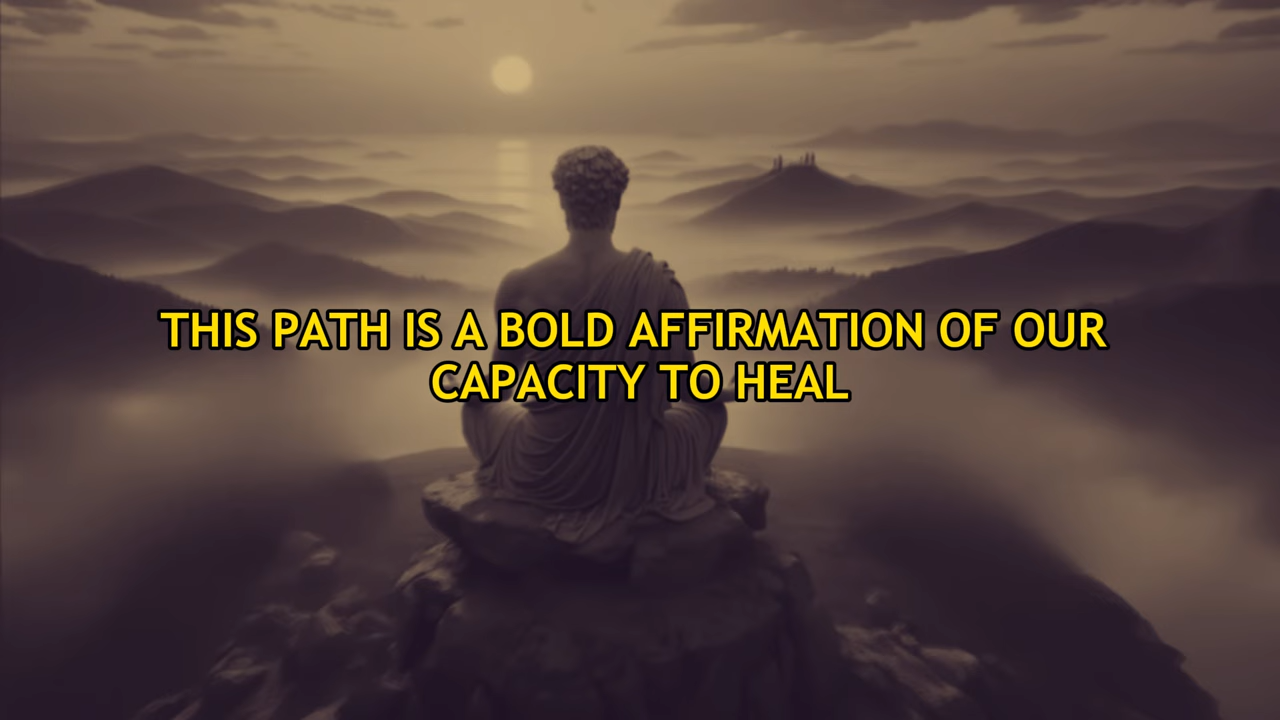 THIS PATH IS A BOLD AFFIRMATION OF OUR
CAPACITY TO HEAL